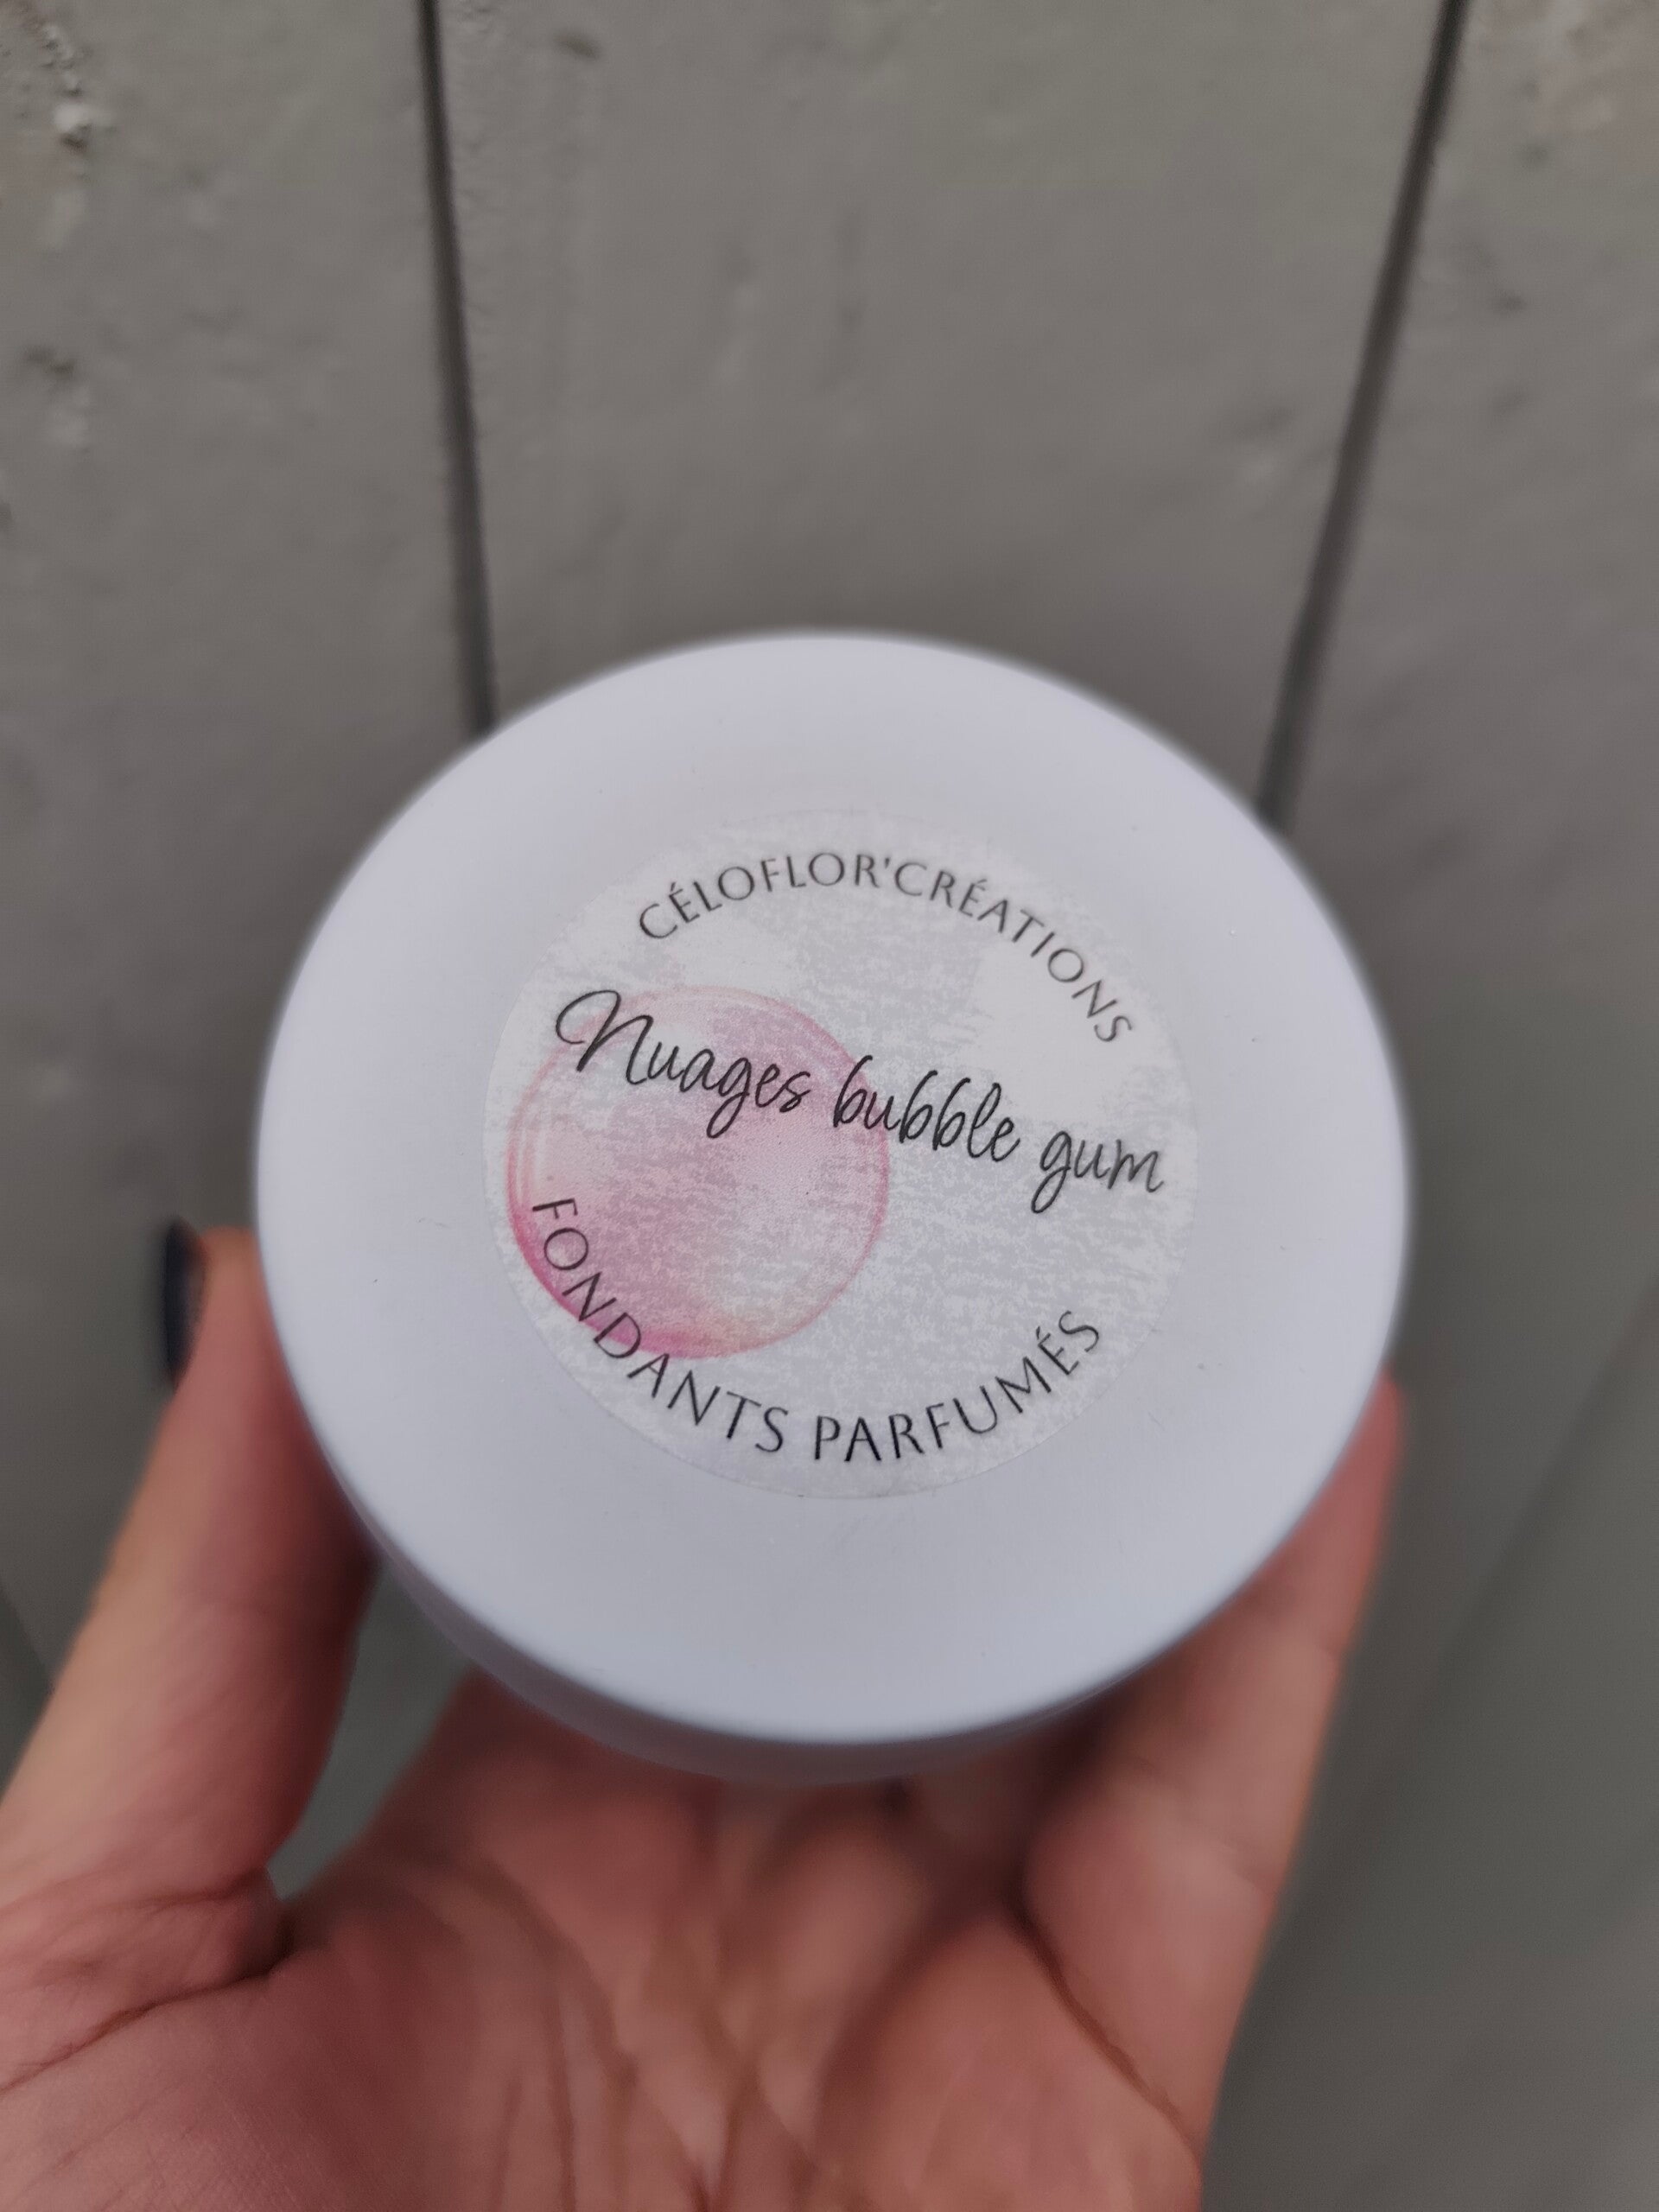 CÉLOFLOR'CRÉATIONS
Nuages bubble gum
FONDANTS PARFUMÉS